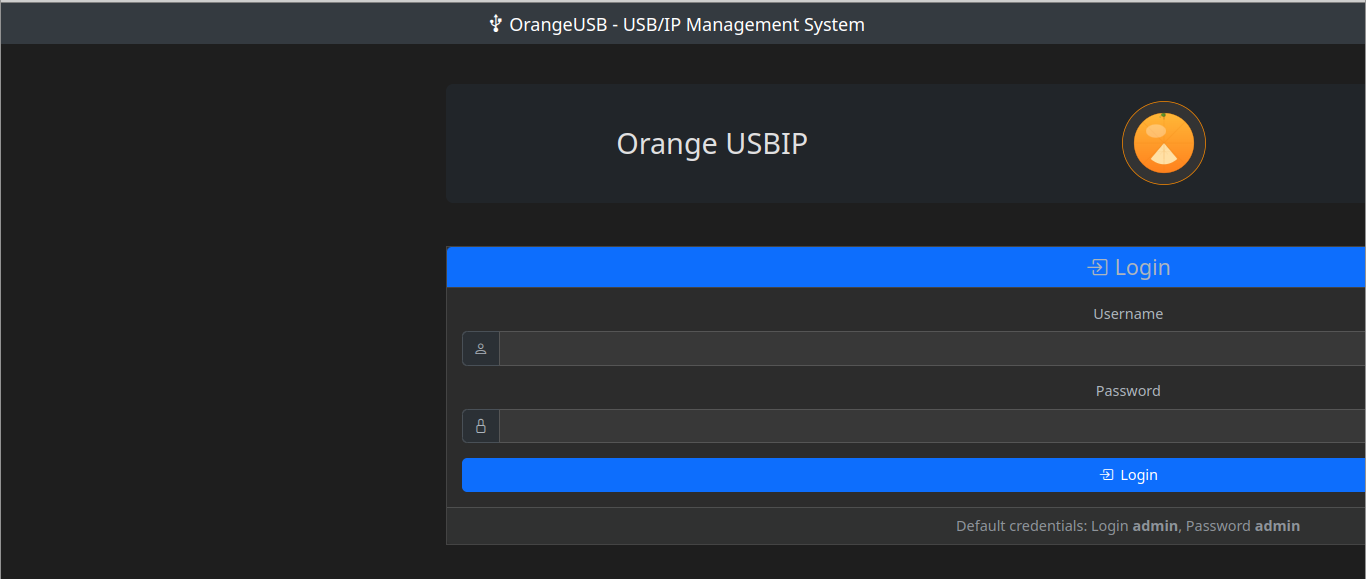 OrangeUSB - USB/IP Management System
Orange USBIP
Login
Username
Password
Login
Default credentials: Login admin, Password admin